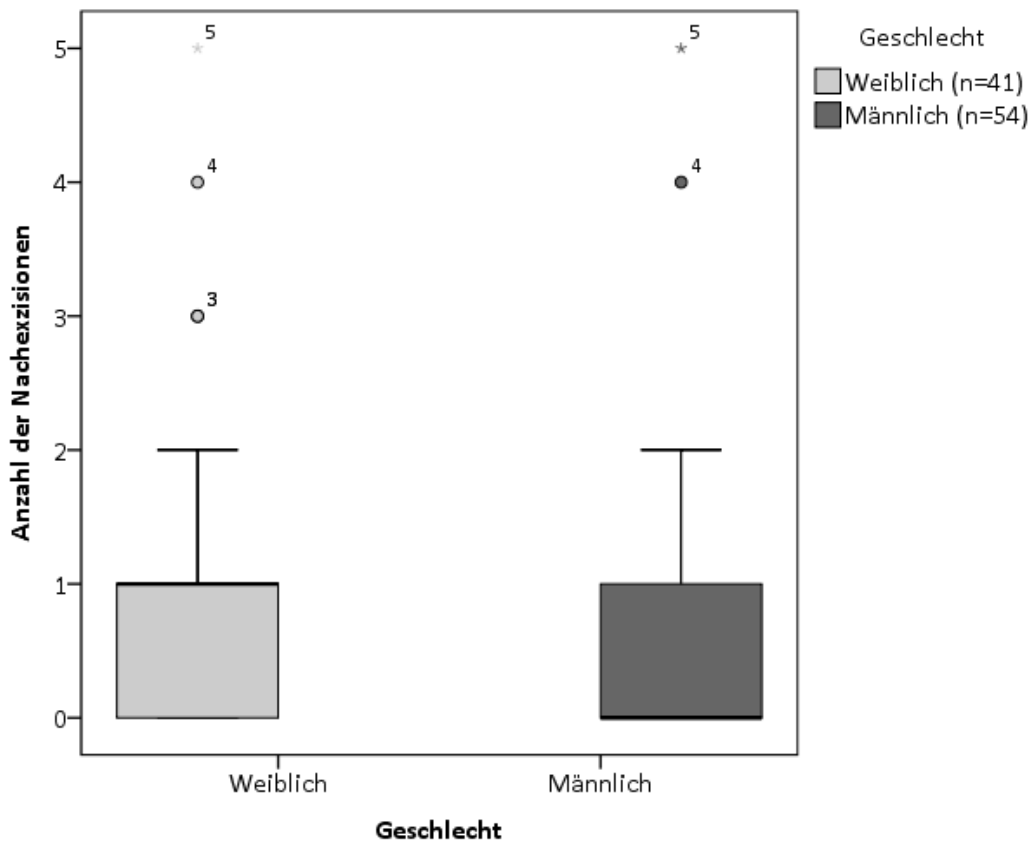 Geschlecht
Weiblich (n=41)
Männlich (n=54)
Anzahl der Nachexzisionen
5
4
3
2
1
0
5
4
3
5
4
Weiblich
Männlich
Geschlecht